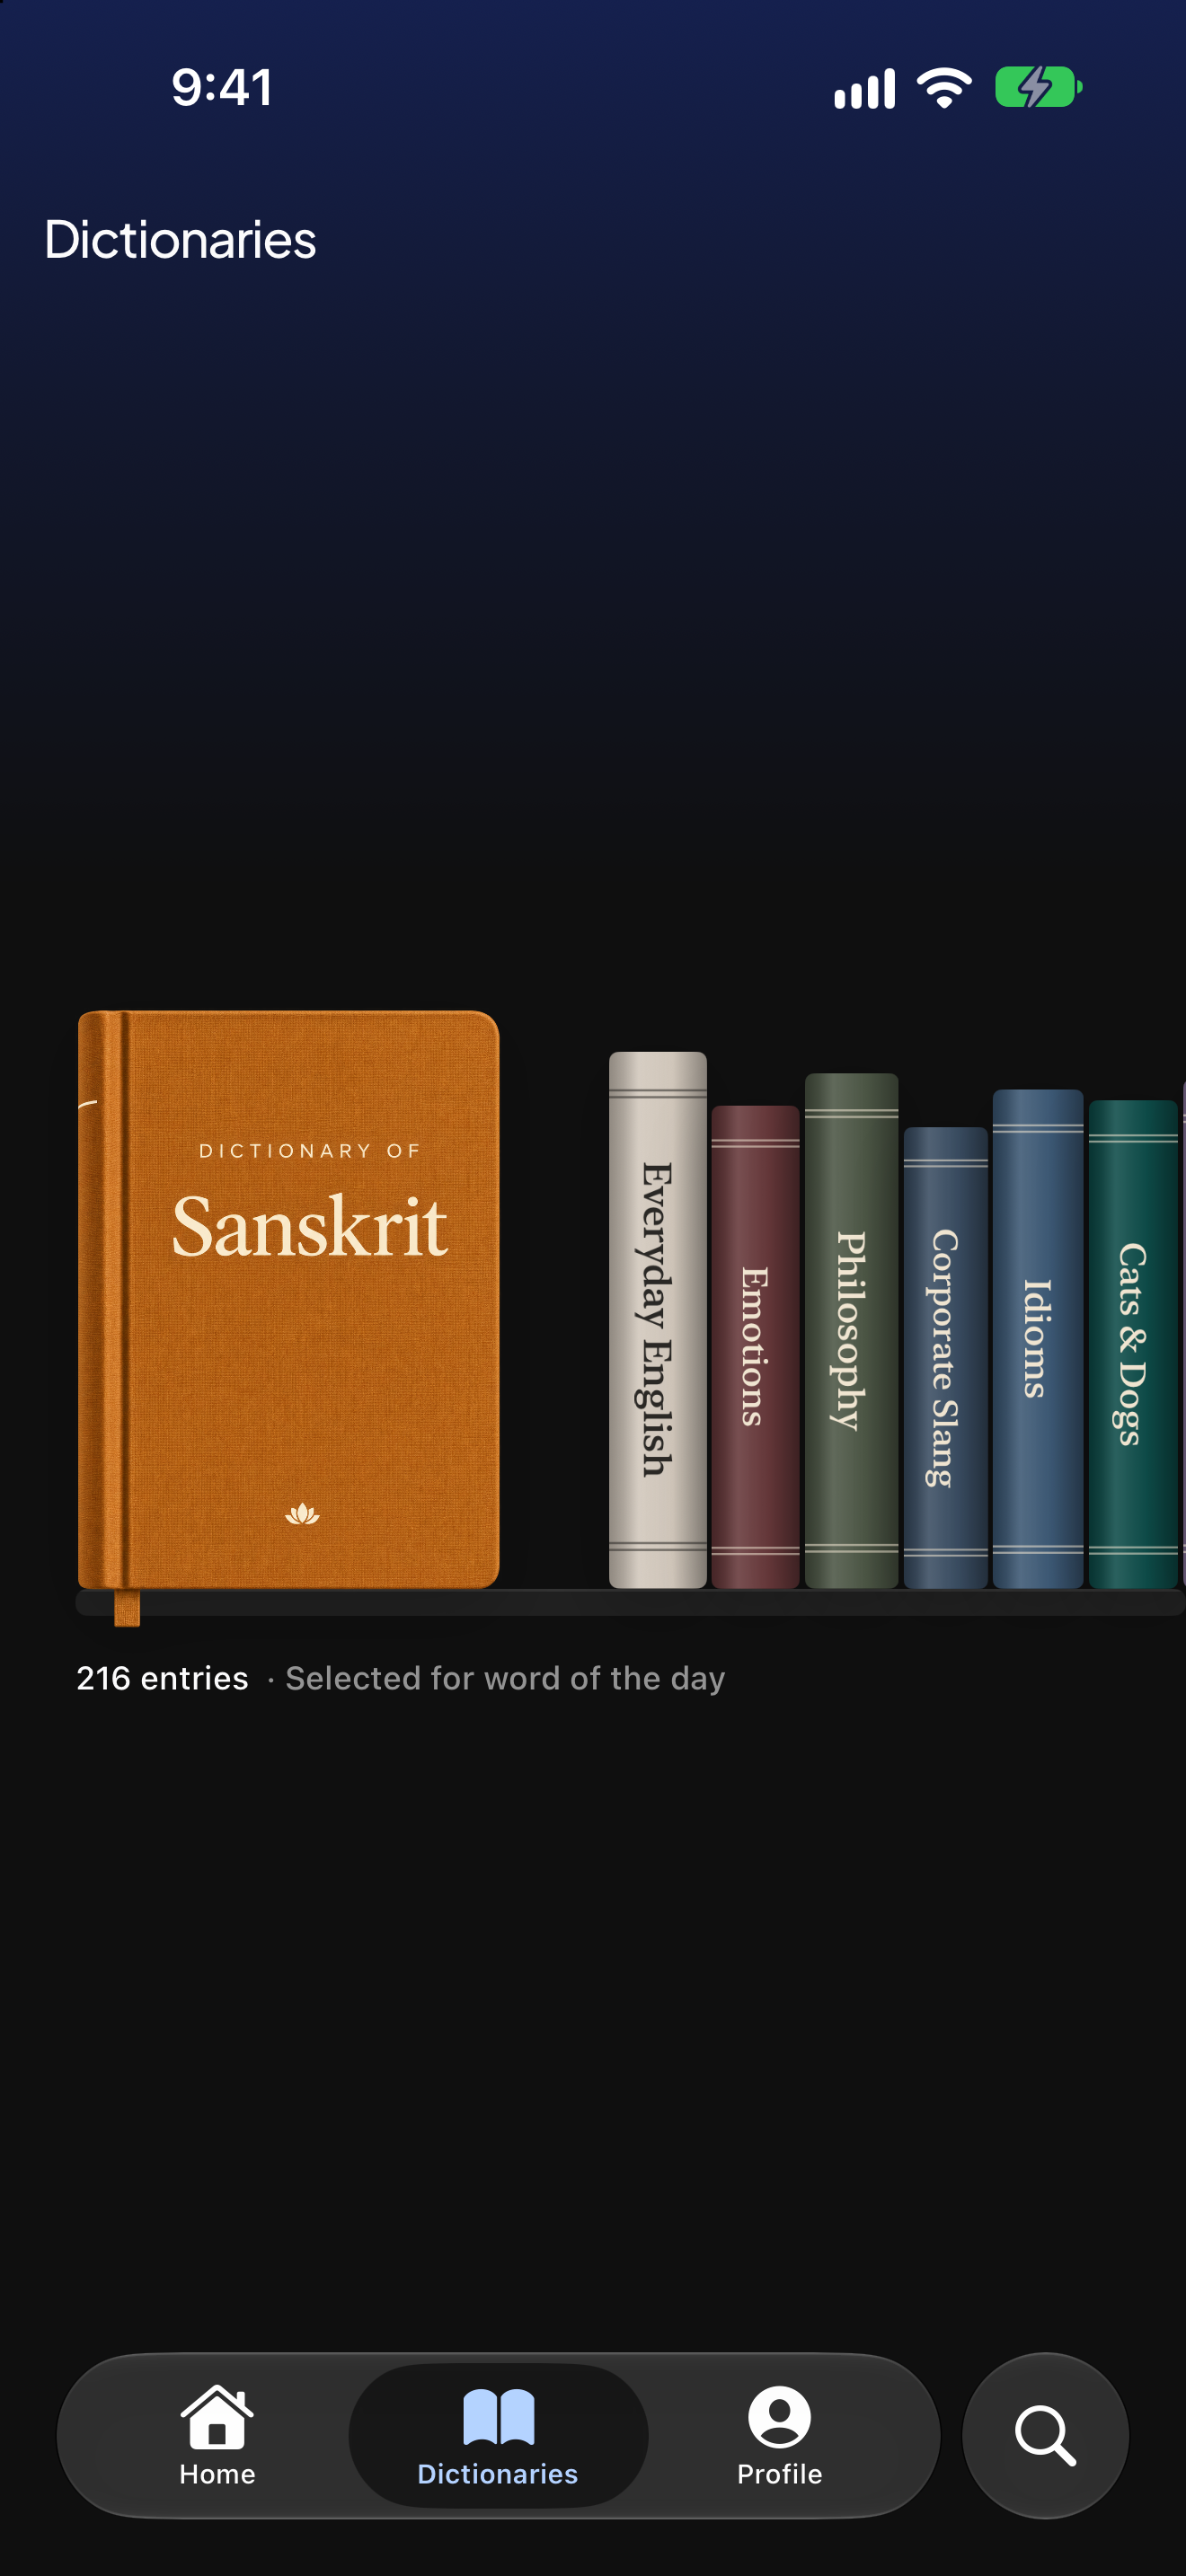 9:41
Dictionaries
DICTIONARY OF
Sanskrit
Everyday English
Emotions
Philosophy
Corporate Slang
Idioms
Cats & Dogs
216 entries · Selected for word of the day
Home
Dictionaries
Profile